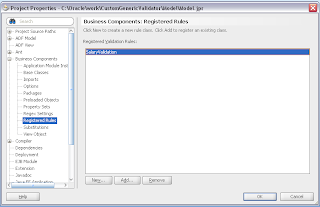 Project Properties - C:\Oracle\work\CustomGenericValidator\Model\Model.jpr
Search
Project Source Paths
ADF Model
ADF View
Ant
Business Components
Application Module Inst
Base Classes
Imports
Options
Packages
Preloaded Objects
Property Sets
Regex Settings
Registered Rules
Substitutions
View Object
Compiler
Dependencies
Deployment
EJB Module
Extension
Javadoc
Java EE Application
Business Components: Registered Rules
Click New to create a new rule class. Click Add to register an existing class.
Registered Validation Rules:
SalaryValidation
New...
Add...
Remove
Help
OK
Cancel